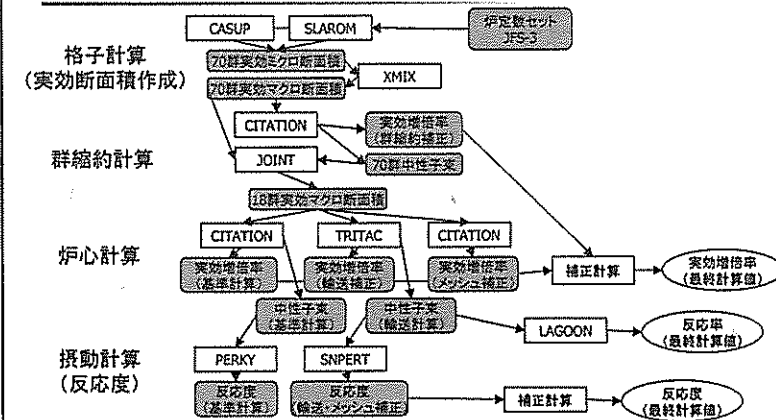 CASUP
SLAROM
炉定数セット
JFS-3
格子計算
(実効断面積作成)
70群実効ミクロ断面積
XMIX
70群実効マクロ断面積
CITATION
実効増倍率
(群縮約補正)
群縮約計算
JOINT
70群中性子束
18群実効マクロ断面積
CITATION
TRITAC
CITATION
炉心計算
実効増倍率
(基準計算)
実効増倍率
(輸送補正)
実効増倍率
(メッシュ補正)
補正計算
実効増倍率
(最終計算値)
中性子束
(基準計算)
中性子束
(輸送計算)
LAGOON
反応率
(最終計算値)
摂動計算
(反応度)
PERKY
SNPERT
反応度
(基準計算)
反応度
(輸送・メッシュ補正)
補正計算
反応度
(最終計算値)